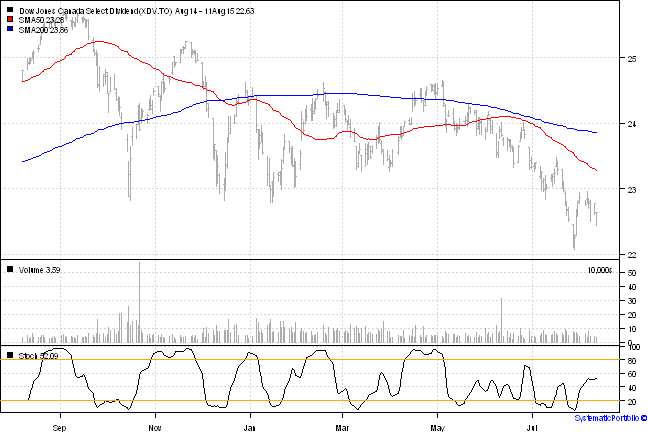 Dow Jones Canada Select Dividend(XDV.TO) Aug 14 - 11Aug15 22.63
SMA50 23.28
SMA200 23.86
25
24
23
22
Volume 3.59
10,000s
50
40
30
20
10
0
Stoch 52.09
100
80
60
40
20
Sep Nov Jan Mar May Jul
SystematicPortfolio ©